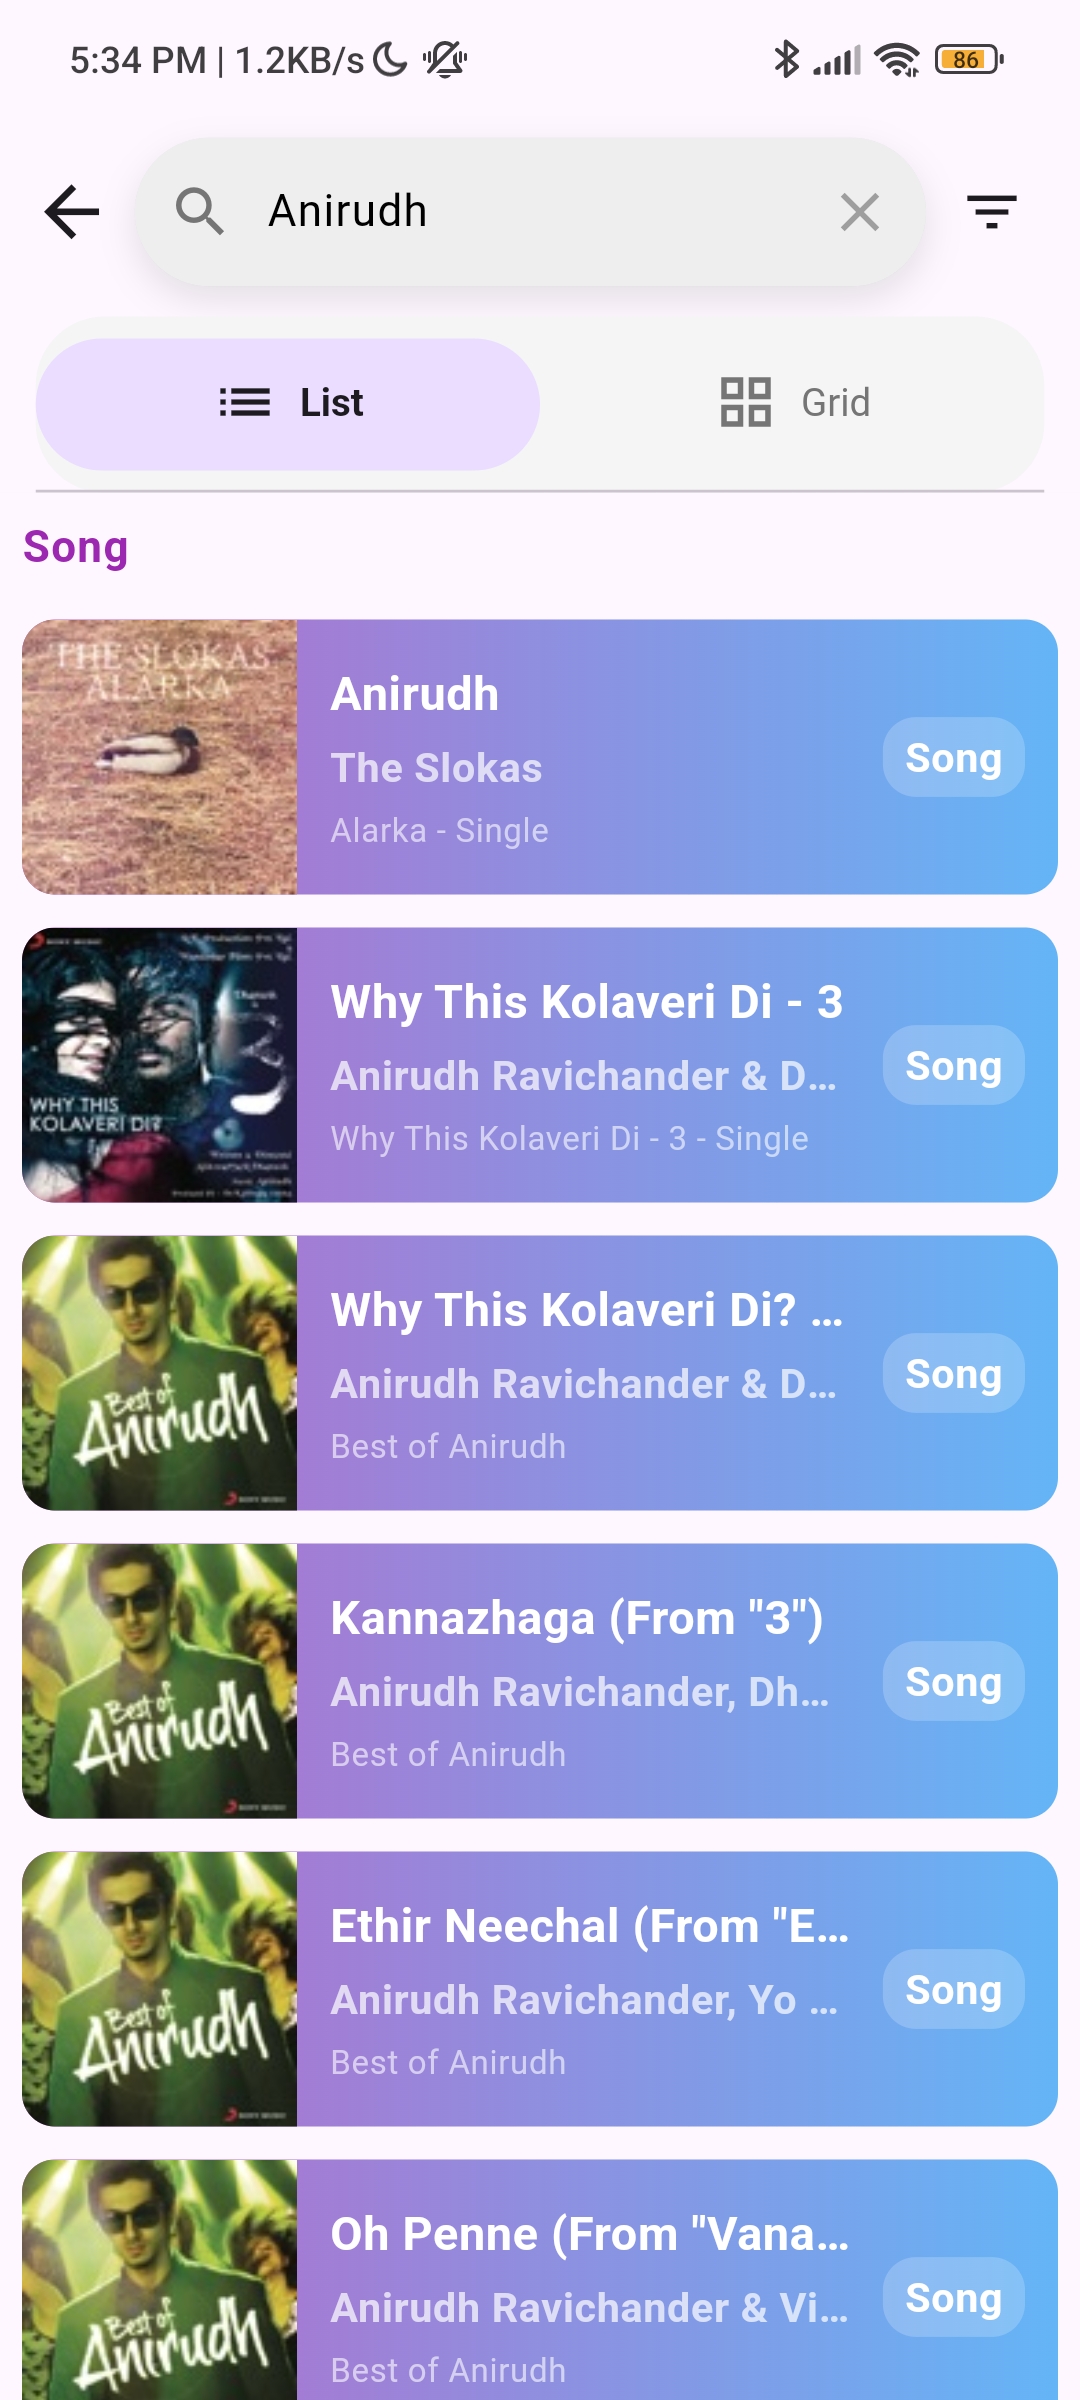 5:34 PM | 1.2KB/s
86
Anirudh
List
Grid
Song
THE SLOKAS
ALARKA
Anirudh
The Slokas
Alarka - Single
Song
WHY THIS
KOLAVERI DI?
Why This Kolaveri Di - 3
Anirudh Ravichander & D...
Why This Kolaveri Di - 3 - Single
Song
Best of
Anirudh
Why This Kolaveri Di? ...
Anirudh Ravichander & D...
Best of Anirudh
Song
Best of
Anirudh
Kannazhaga (From "3")
Anirudh Ravichander, Dh...
Best of Anirudh
Song
Best of
Anirudh
Ethir Neechal (From "E...
Anirudh Ravichander, Yo ...
Best of Anirudh
Song
Best of
Anirudh
Oh Penne (From "Vana...
Anirudh Ravichander & Vi...
Best of Anirudh
Song